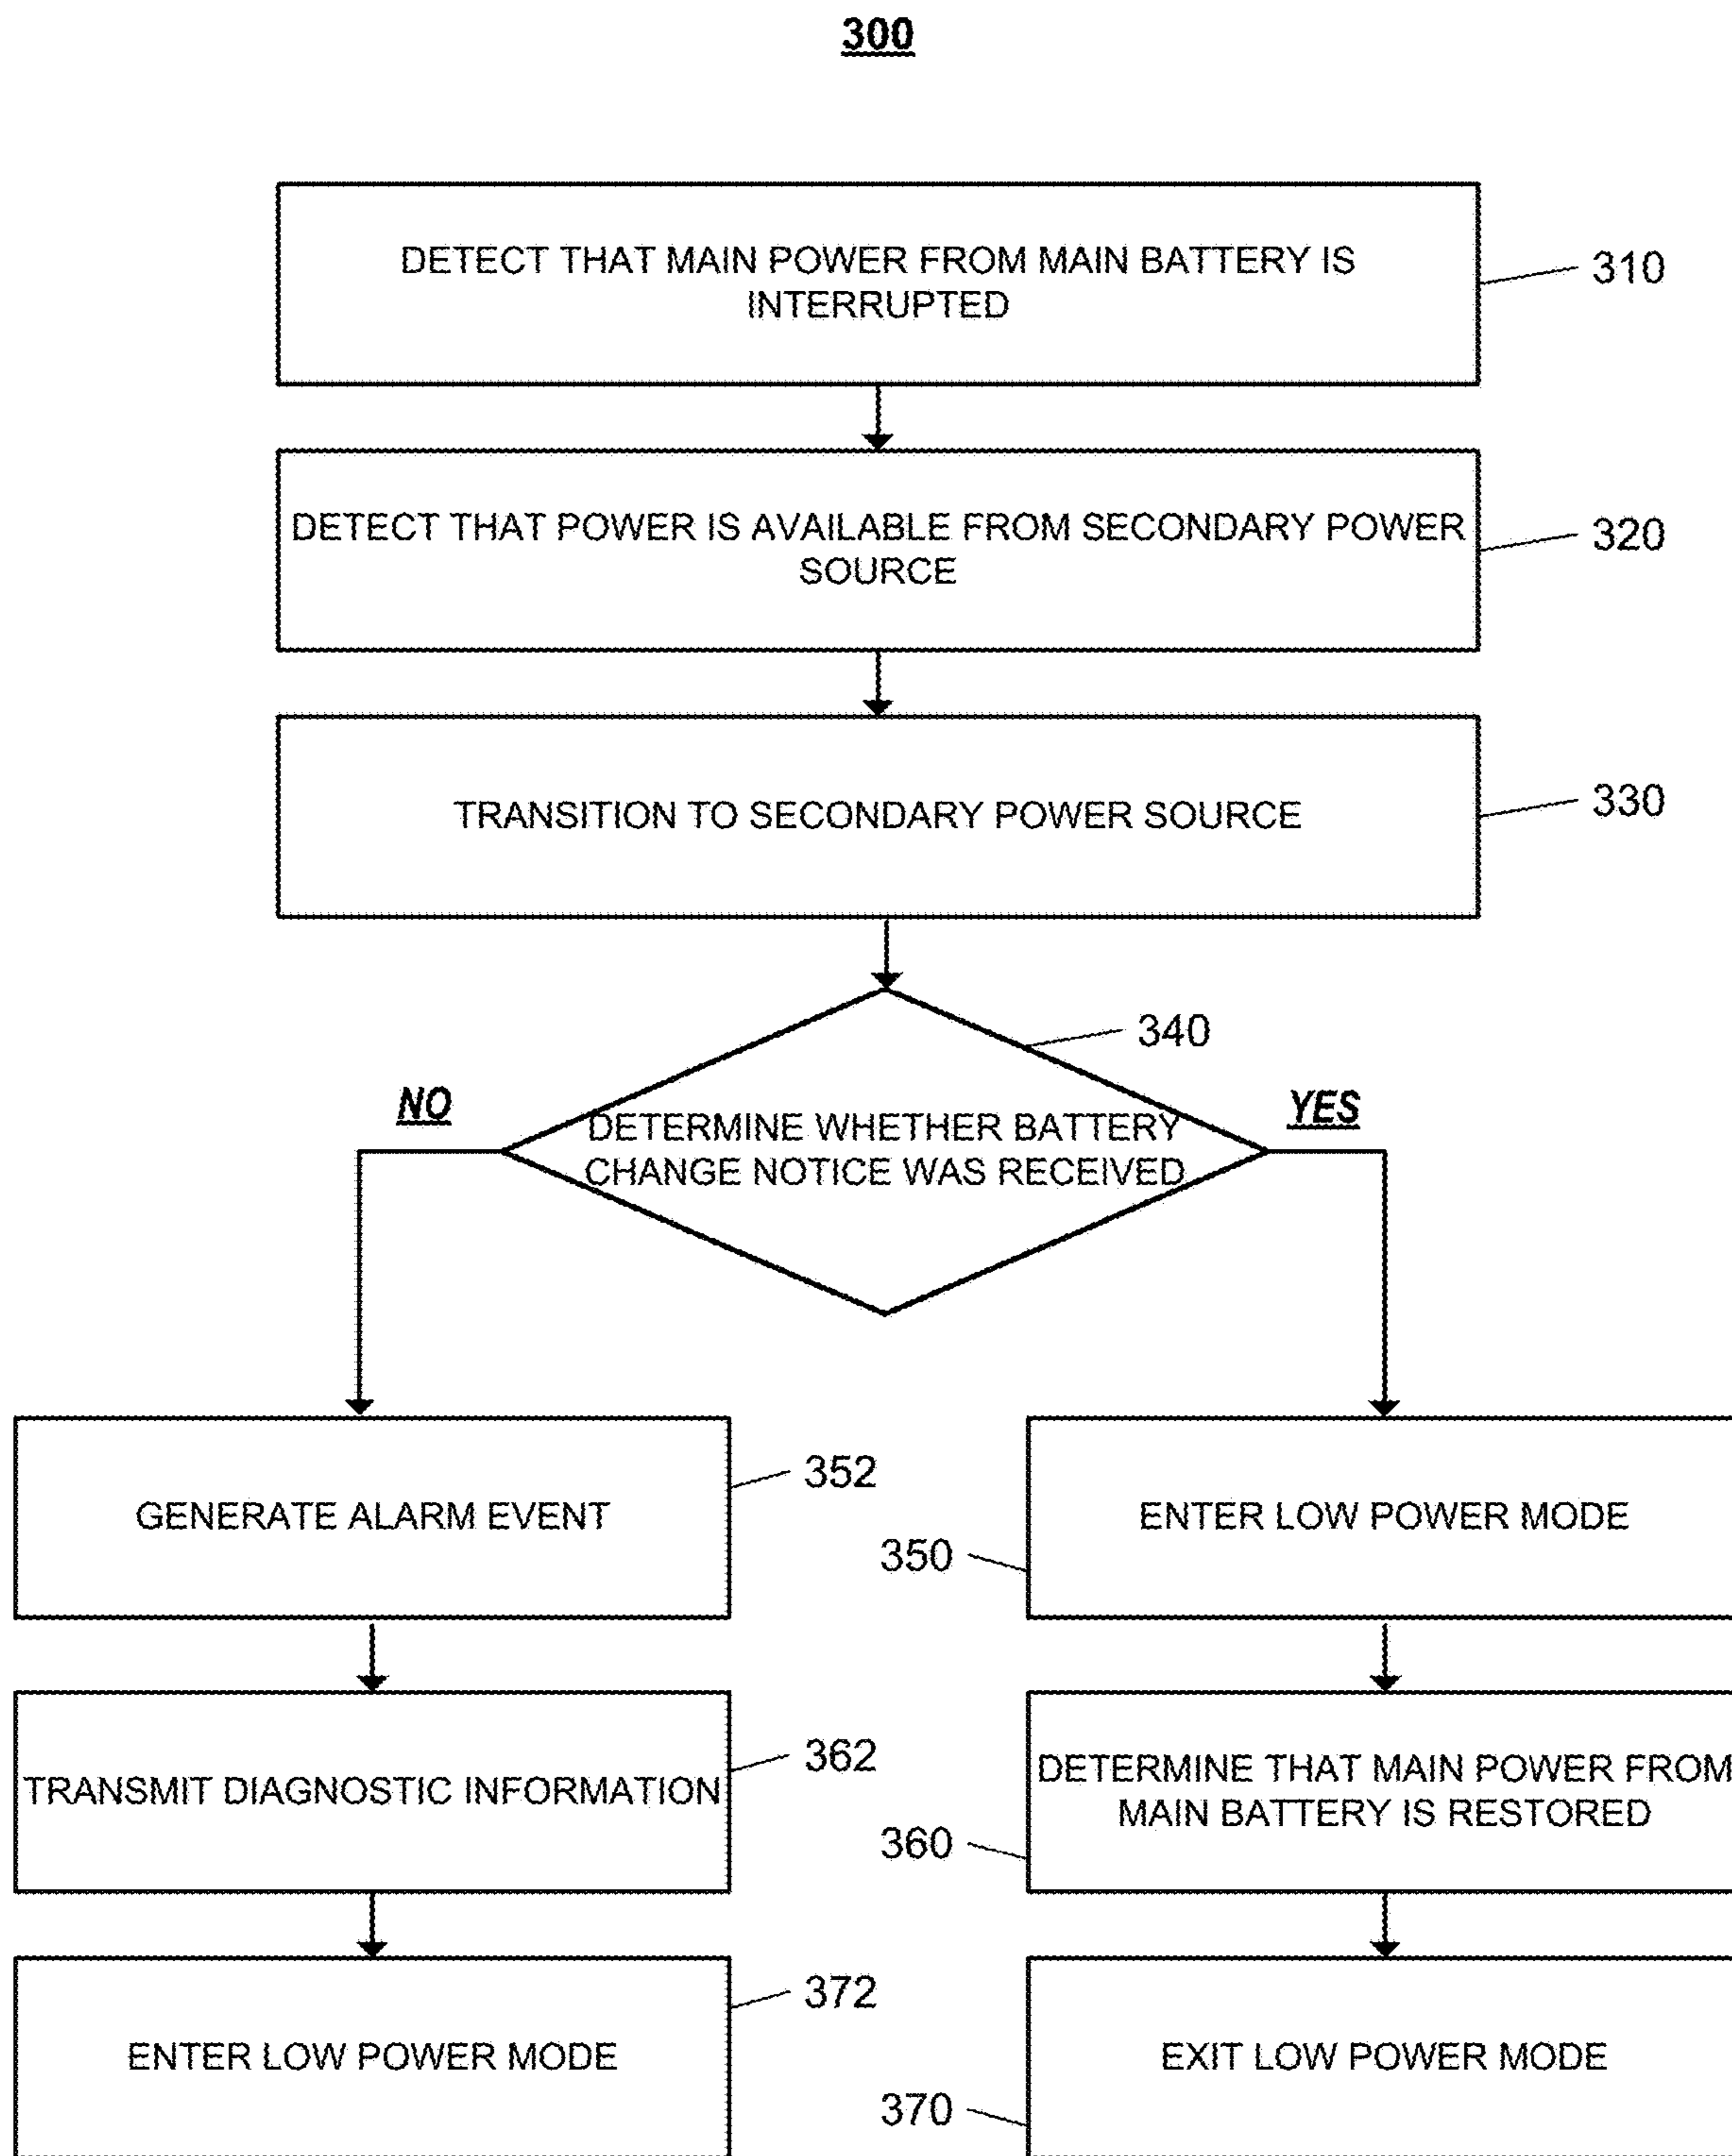 300
DETECT THAT MAIN POWER FROM MAIN BATTERY IS
INTERRUPTED
310
DETECT THAT POWER IS AVAILABLE FROM SECONDARY POWER
SOURCE
320
TRANSITION TO SECONDARY POWER SOURCE
330
340
NO
YES
DETERMINE WHETHER BATTERY
CHANGE NOTICE WAS RECEIVED
GENERATE ALARM EVENT
352
ENTER LOW POWER MODE
350
TRANSMIT DIAGNOSTIC INFORMATION
362
DETERMINE THAT MAIN POWER FROM
MAIN BATTERY IS RESTORED
360
ENTER LOW POWER MODE
372
EXIT LOW POWER MODE
370